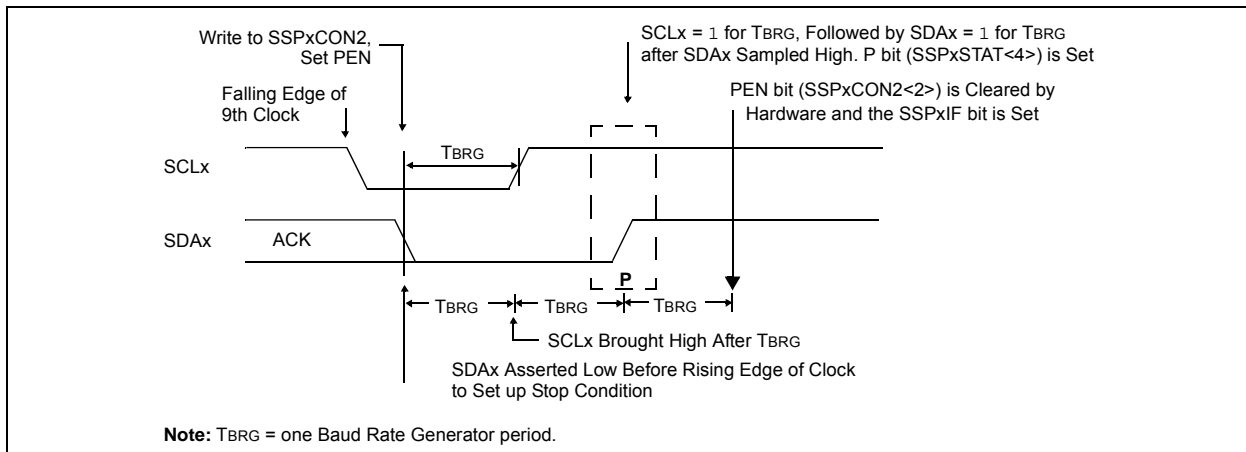 Write to SSPxCON2,
Set PEN
SCLx = 1 for TBRG, Followed by SDAx = 1 for TBRG
after SDAx Sampled High. P bit (SSPxSTAT<4>) is Set
Falling Edge of
9th Clock
PEN bit (SSPxCON2<2>) is Cleared by
Hardware and the SSPxIF bit is Set
SCLx
TBRG
SDAx
ACK
P
TBRG
TBRG
TBRG
SCLx Brought High After TBRG
SDAx Asserted Low Before Rising Edge of Clock
to Set up Stop Condition
Note: TBRG = one Baud Rate Generator period.